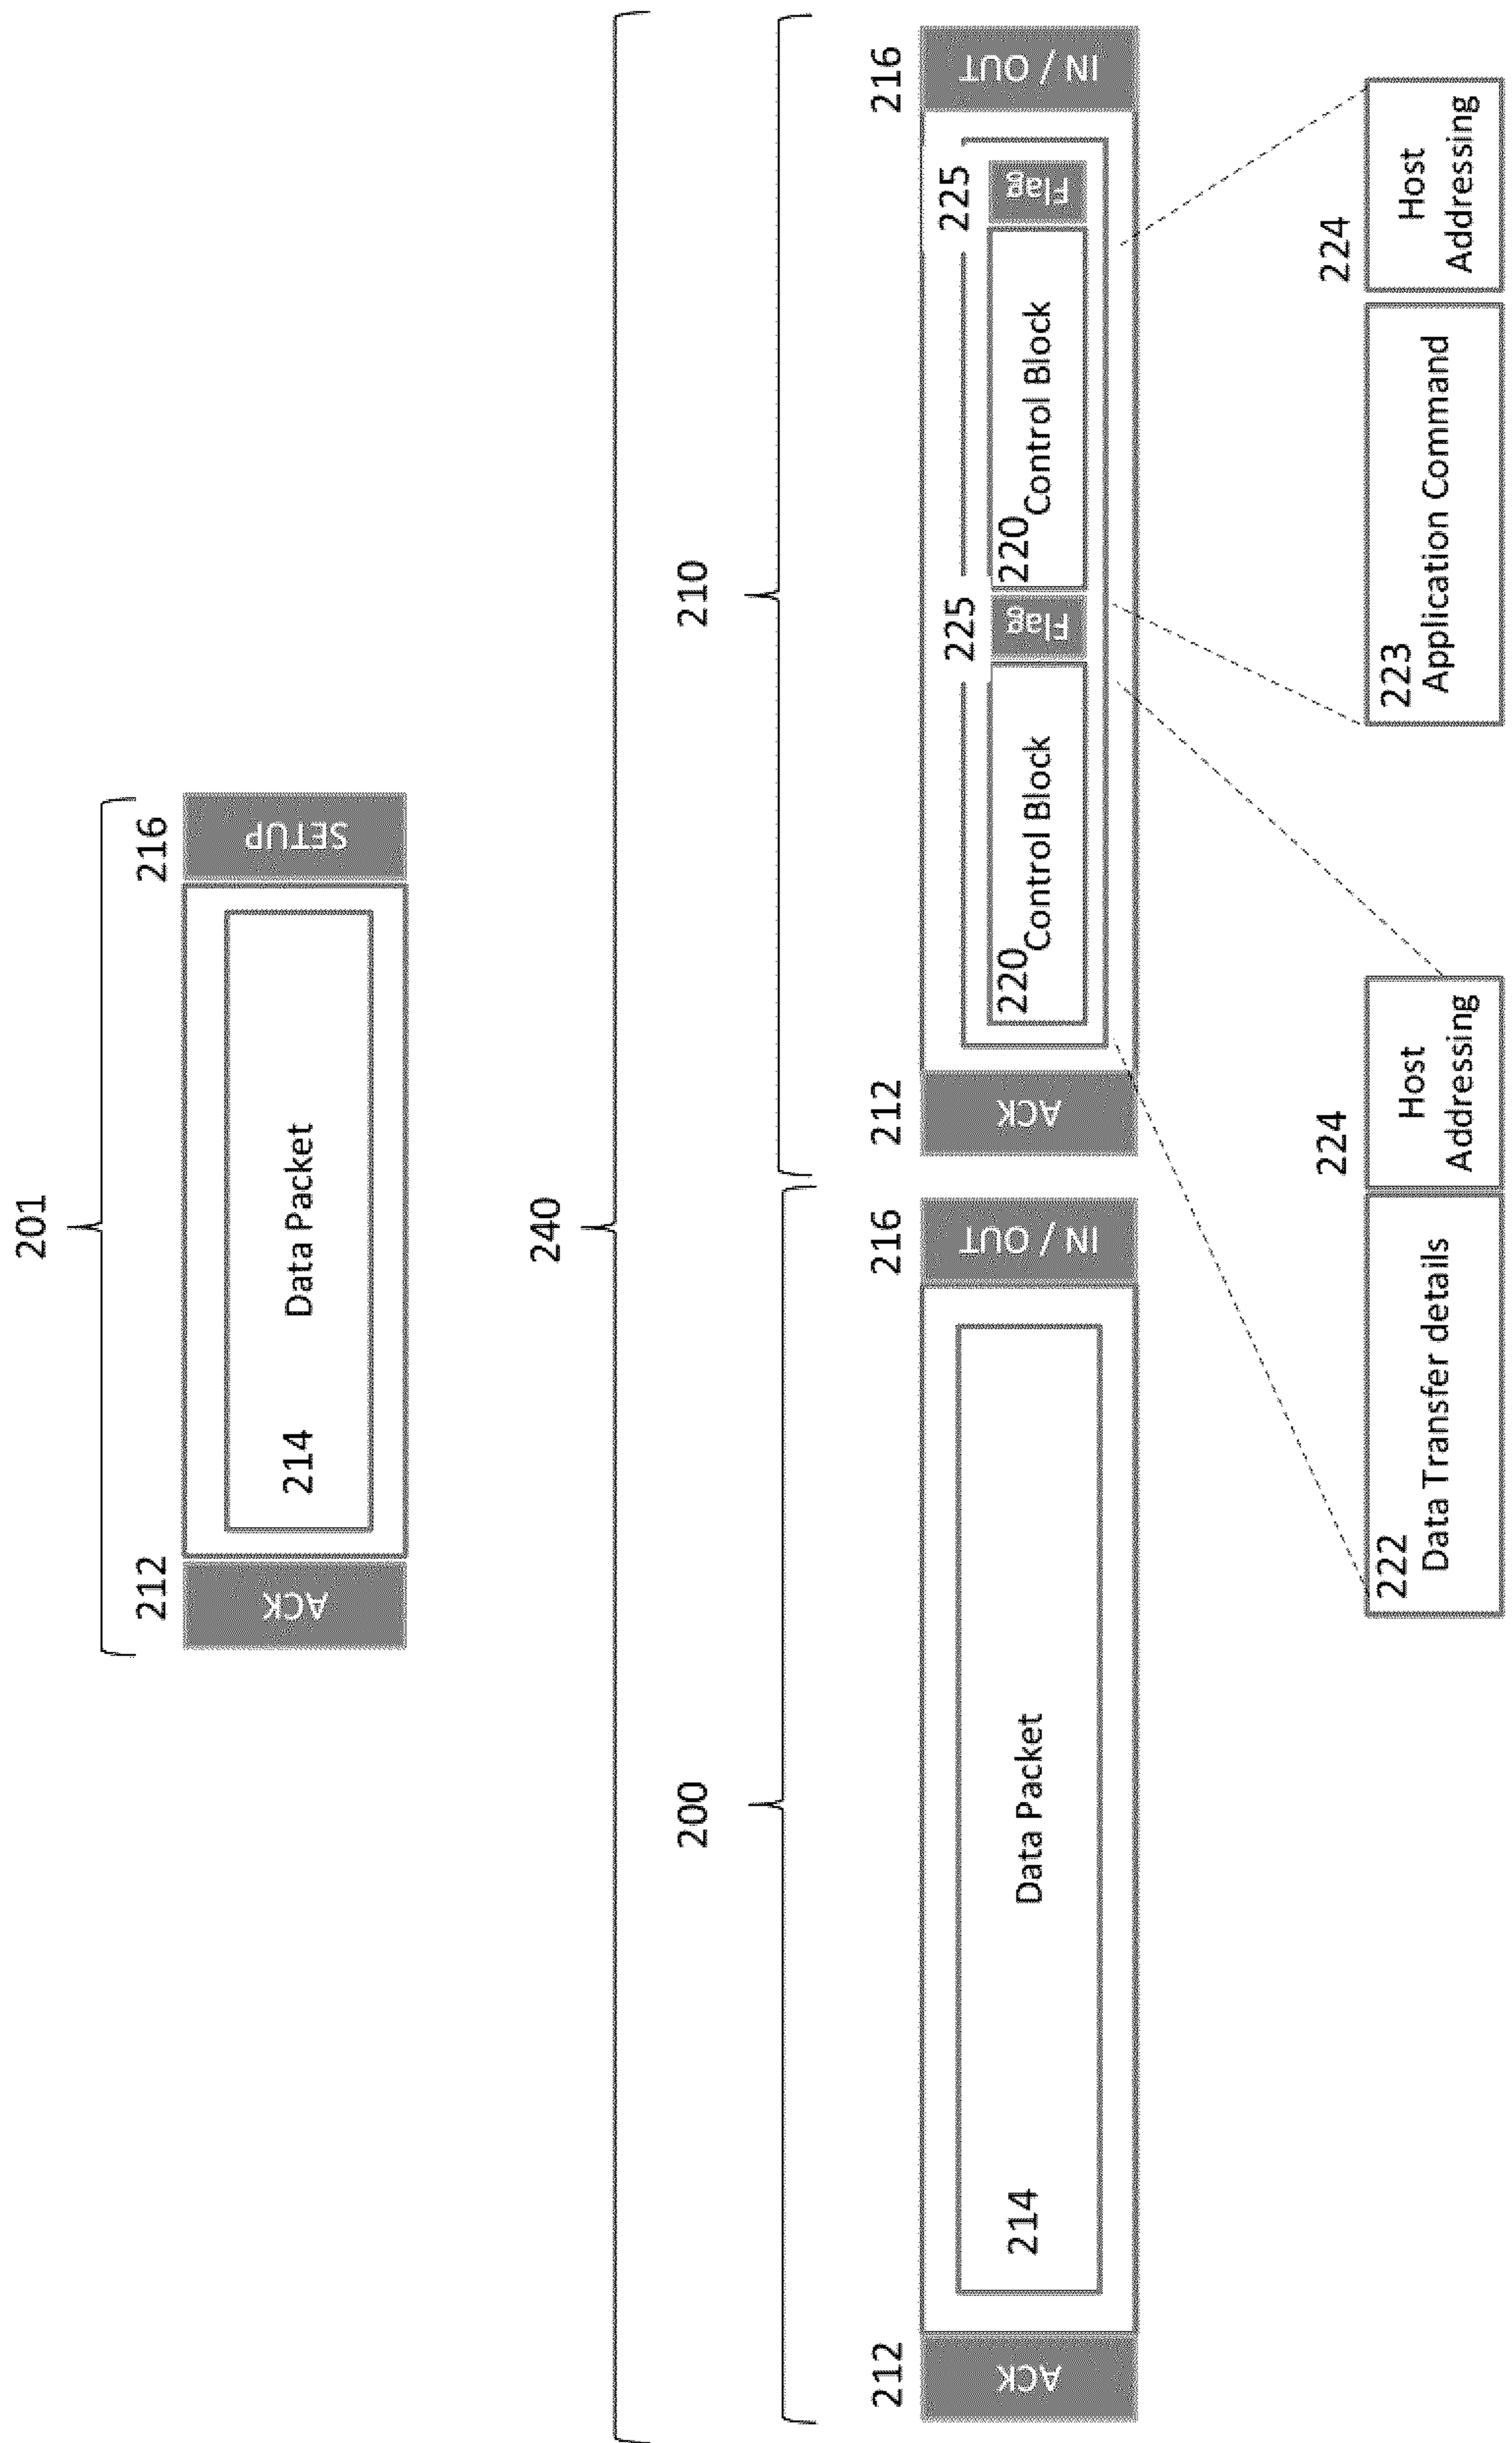 201
212
216
ACK
214
Data Packet
SETUP
240
200
210
212
216
212
216
ACK
214
Data Packet
IN / OUT
ACK
225
225
220
Control Block
Flag
220
Control Block
Flag
IN / OUT
224
224
222
Data Transfer details
Host
Addressing
223
Application Command
Host
Addressing